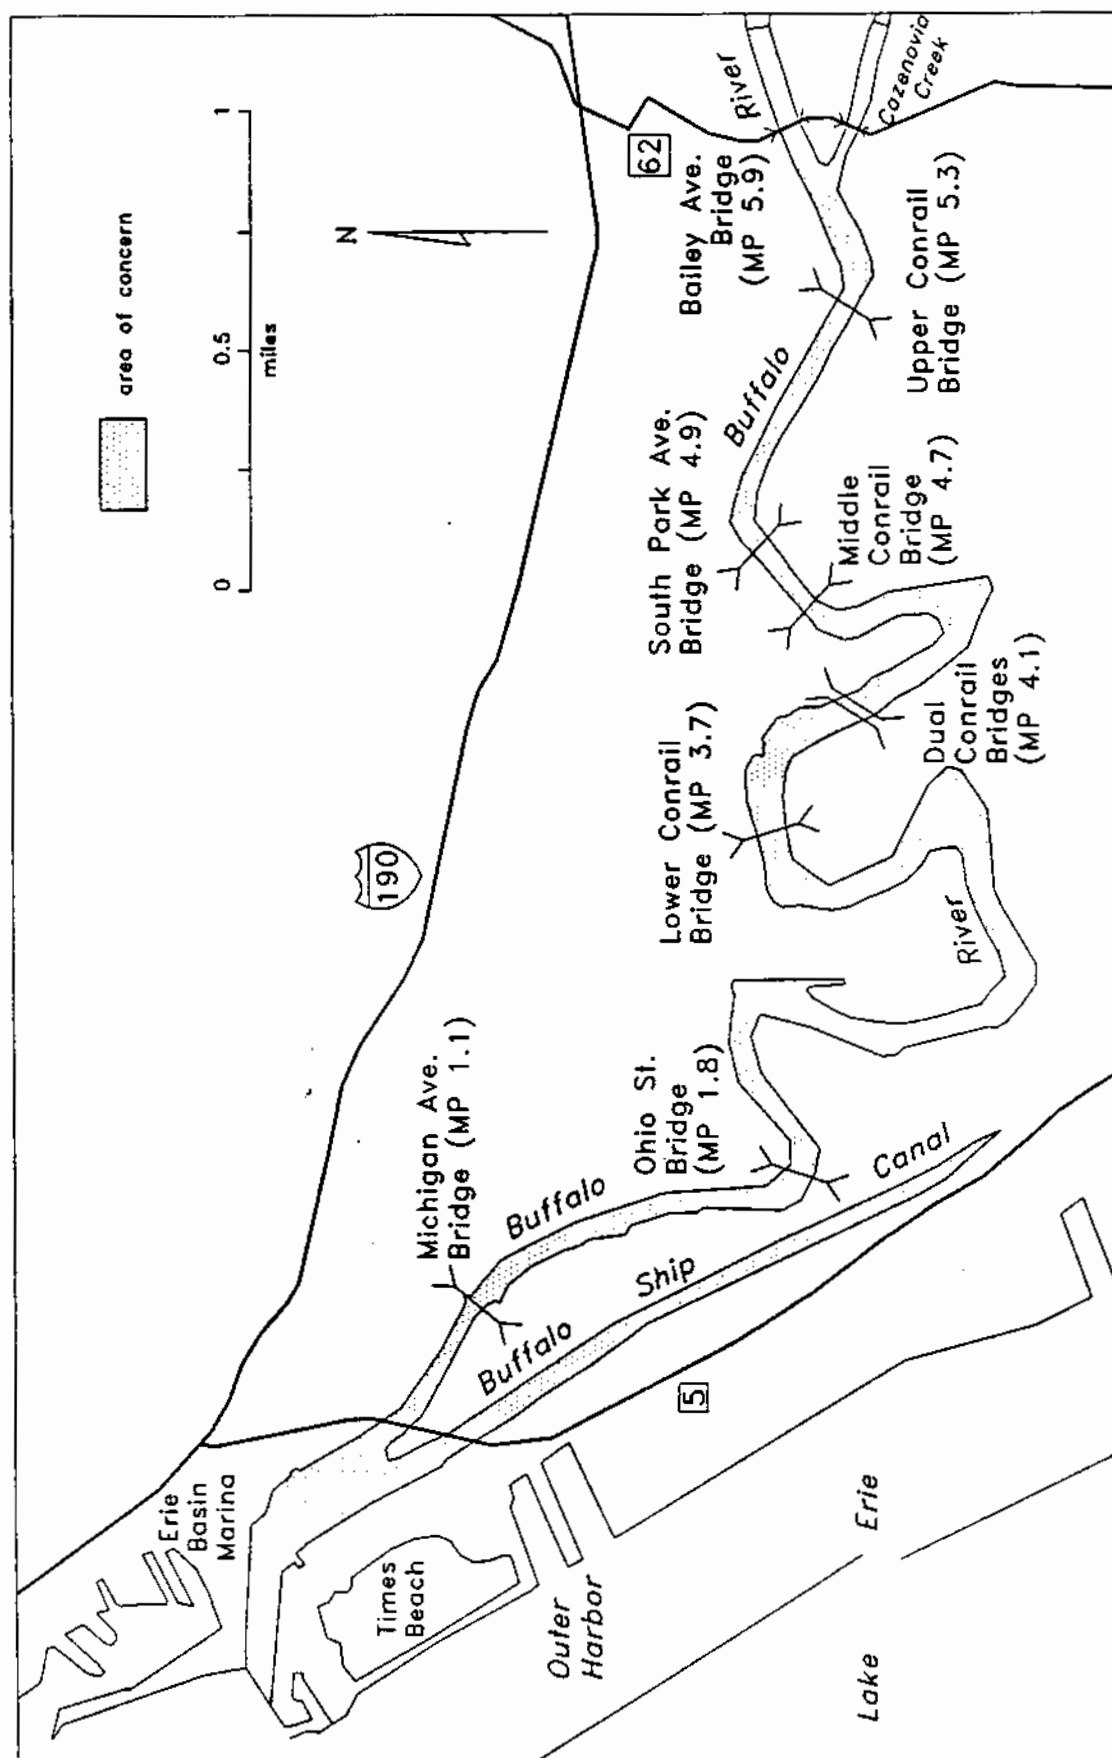 area of concern
0
0.5
1
miles
N
190
62
5
River
Cazenovia
Creek
Bailey Ave.
Bridge
(MP 5.9)
Upper Conrail
Bridge (MP 5.3)
Buffalo
South Park Ave.
Bridge (MP 4.9)
Middle
Conrail
Bridge
(MP 4.7)
Dual
Conrail
Bridges
(MP 4.1)
Lower Conrail
Bridge (MP 3.7)
River
Ohio St.
Bridge
(MP 1.8)
Michigan Ave.
Bridge (MP 1.1)
Buffalo
Buffalo
Ship
Canal
Erie
Basin
Marina
Times
Beach
Outer
Harbor
Lake
Erie